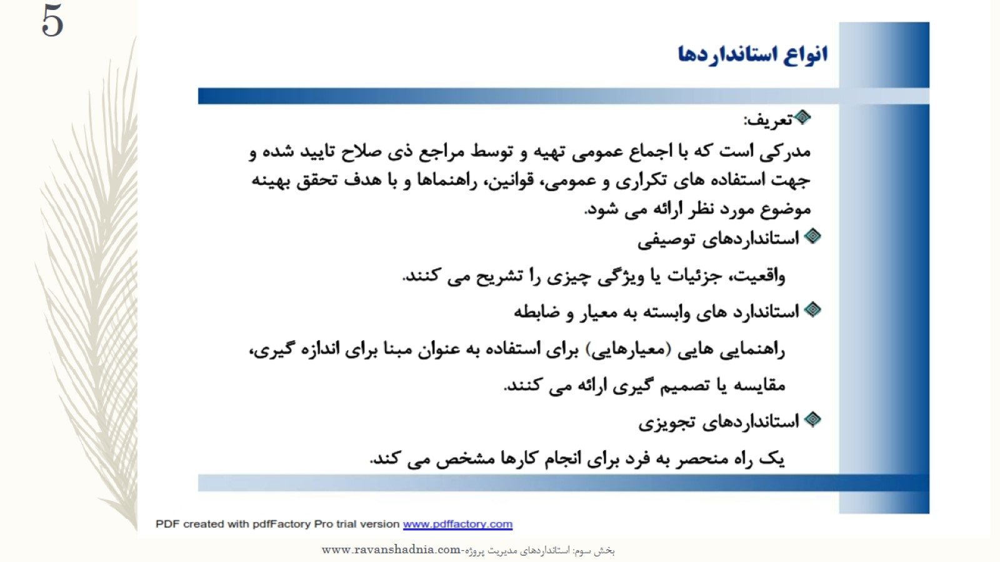 5
انواع استانداردها
تعریف:
مدرکی است که با اجماع عمومی تهیه و توسط مراجع ذی صلاح تایید شده و
جهت استفاده های تکراری و عمومی، قوانین، راهنماها و با هدف تحقق بهینه
موضوع مورد نظر ارائه می شود.
استانداردهای توصیفی
واقعیت، جزئیات یا ویژگی چیزی را تشریح می کنند.
استاندارد های وابسته به معیار و ضابطه
راهنمایی هایی (معیارهایی) برای استفاده به عنوان مبنا برای اندازه گیری،
مقایسه یا تصمیم گیری ارائه می کنند.
استانداردهای تجویزی
یک راه منحصر به فرد برای انجام کارها مشخص می کند.
PDF created with pdfFactory Pro trial version www.pdffactory.com
بخش سوم: استانداردهای مدیریت پروژه-www.ravanshadnia.com